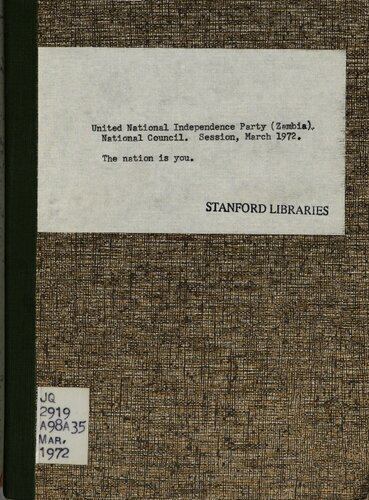 United National Independence Party (Zambia).
National Council. Session, March 1972.
The nation is you.
STANFORD LIBRARIES
JQ
2919
A98A35
Mar.
1972